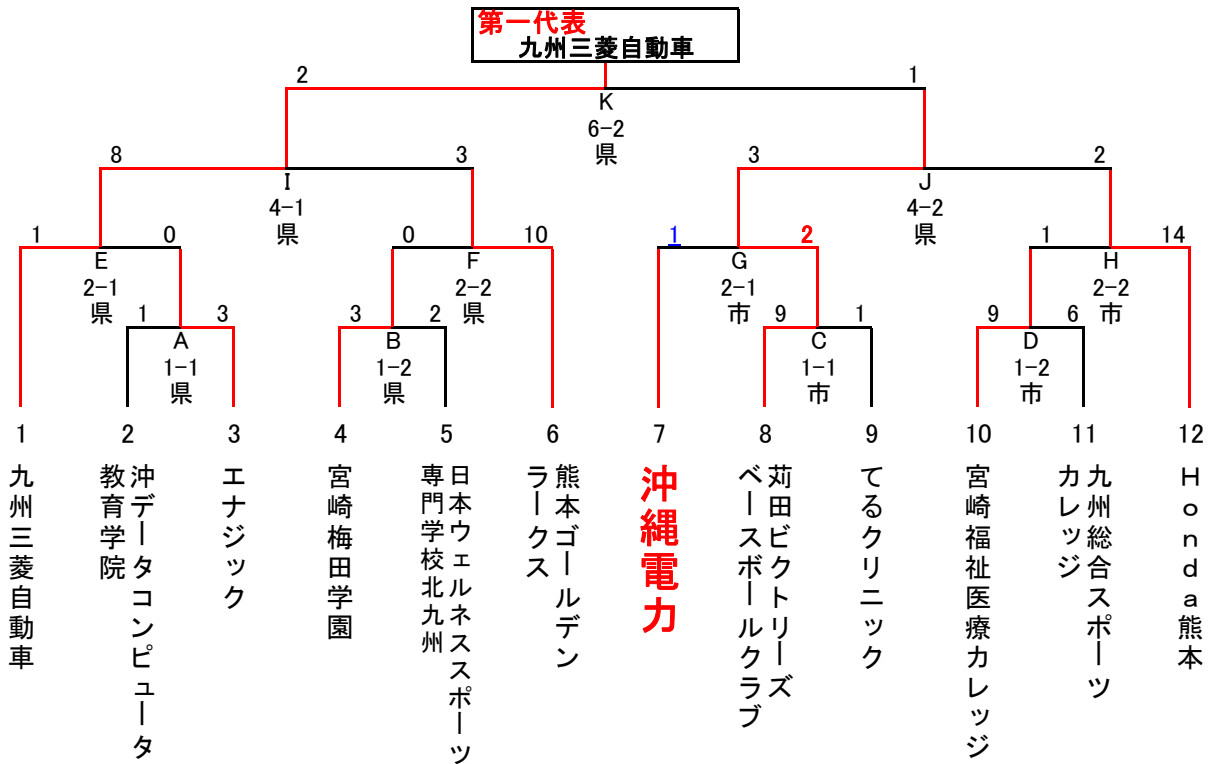 第一代表
九州三菱自動車
2
1
K
6-2
県
8
3
I
4-1
県
3
2
J
4-2
県
1
0
E
2-1
県
0
10
F
2-2
県
1
2
G
2-1
市
1
14
H
2-2
市
1
3
A
1-1
県
3
2
B
1-2
県
9
1
C
1-1
市
9
6
D
1-2
市
1
九州三菱自動車
2
沖データコンピュータ
教育学院
3
エナジック
4
宮崎梅田学園
5
日本ウェルネススポーツ
専門学校北九州
6
熊本ゴールデン
ラークス
7
沖縄電力
8
苅田ビクトリーズ
ベースボールクラブ
9
てるクリニック
10
宮崎福祉医療カレッジ
11
九州総合スポーツ
カレッジ
12
Honda熊本